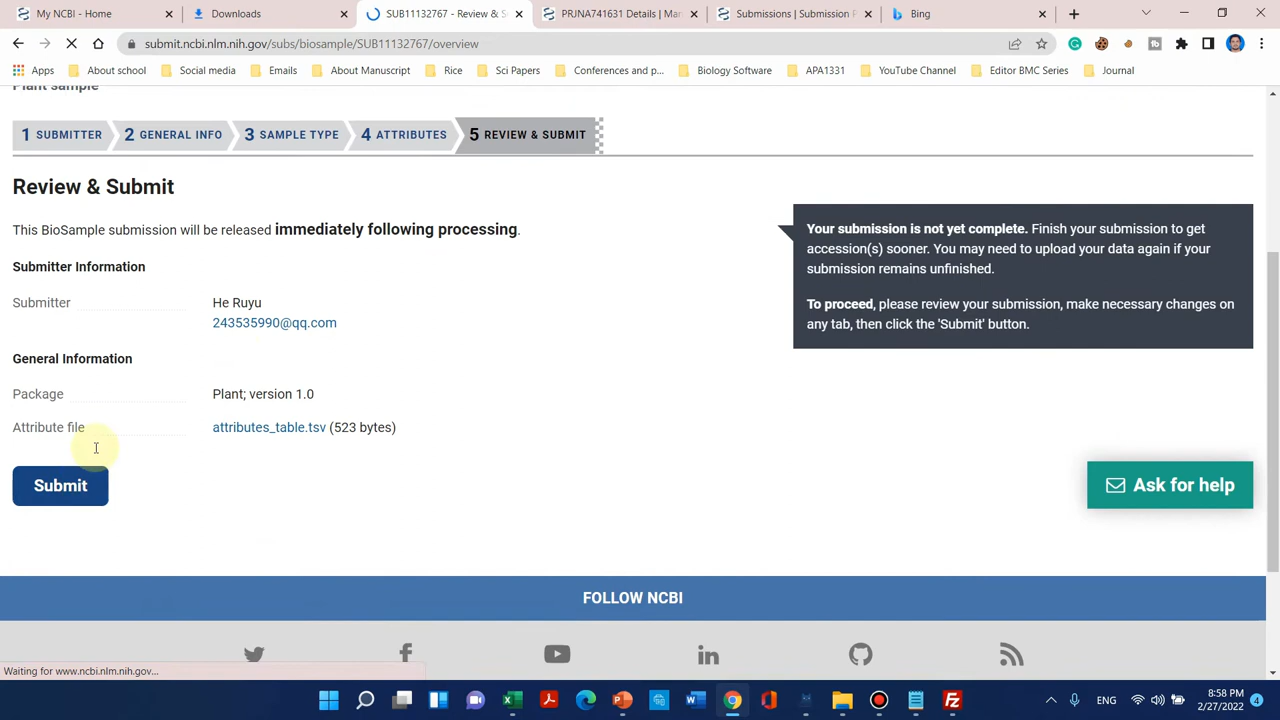 My NCBI - Home
Downloads
SUB11132767 - Review & S
PRJNA741631 Details | Man
Submissions | Submission P
Bing
submit.ncbi.nlm.nih.gov/subs/biosample/SUB11132767/overview
Apps
About school
Social media
Emails
About Manuscript
Rice
Sci Papers
Conferences and p...
Biology Software
APA1331
YouTube Channel
Editor BMC Series
Journal
Plant sample
1 SUBMITTER
2 GENERAL INFO
3 SAMPLE TYPE
4 ATTRIBUTES
5 REVIEW & SUBMIT
Review & Submit
This BioSample submission will be released immediately following processing.
Your submission is not yet complete. Finish your submission to get
accession(s) sooner. You may need to upload your data again if your
submission remains unfinished.
To proceed, please review your submission, make necessary changes on
any tab, then click the 'Submit' button.
Submitter Information
Submitter
He Ruyu
243535990@qq.com
General Information
Package
Plant; version 1.0
Attribute file
attributes_table.tsv (523 bytes)
Submit
Ask for help
FOLLOW NCBI
Waiting for www.ncbi.nlm.nih.gov...
ENG
8:58 PM
2/27/2022
4